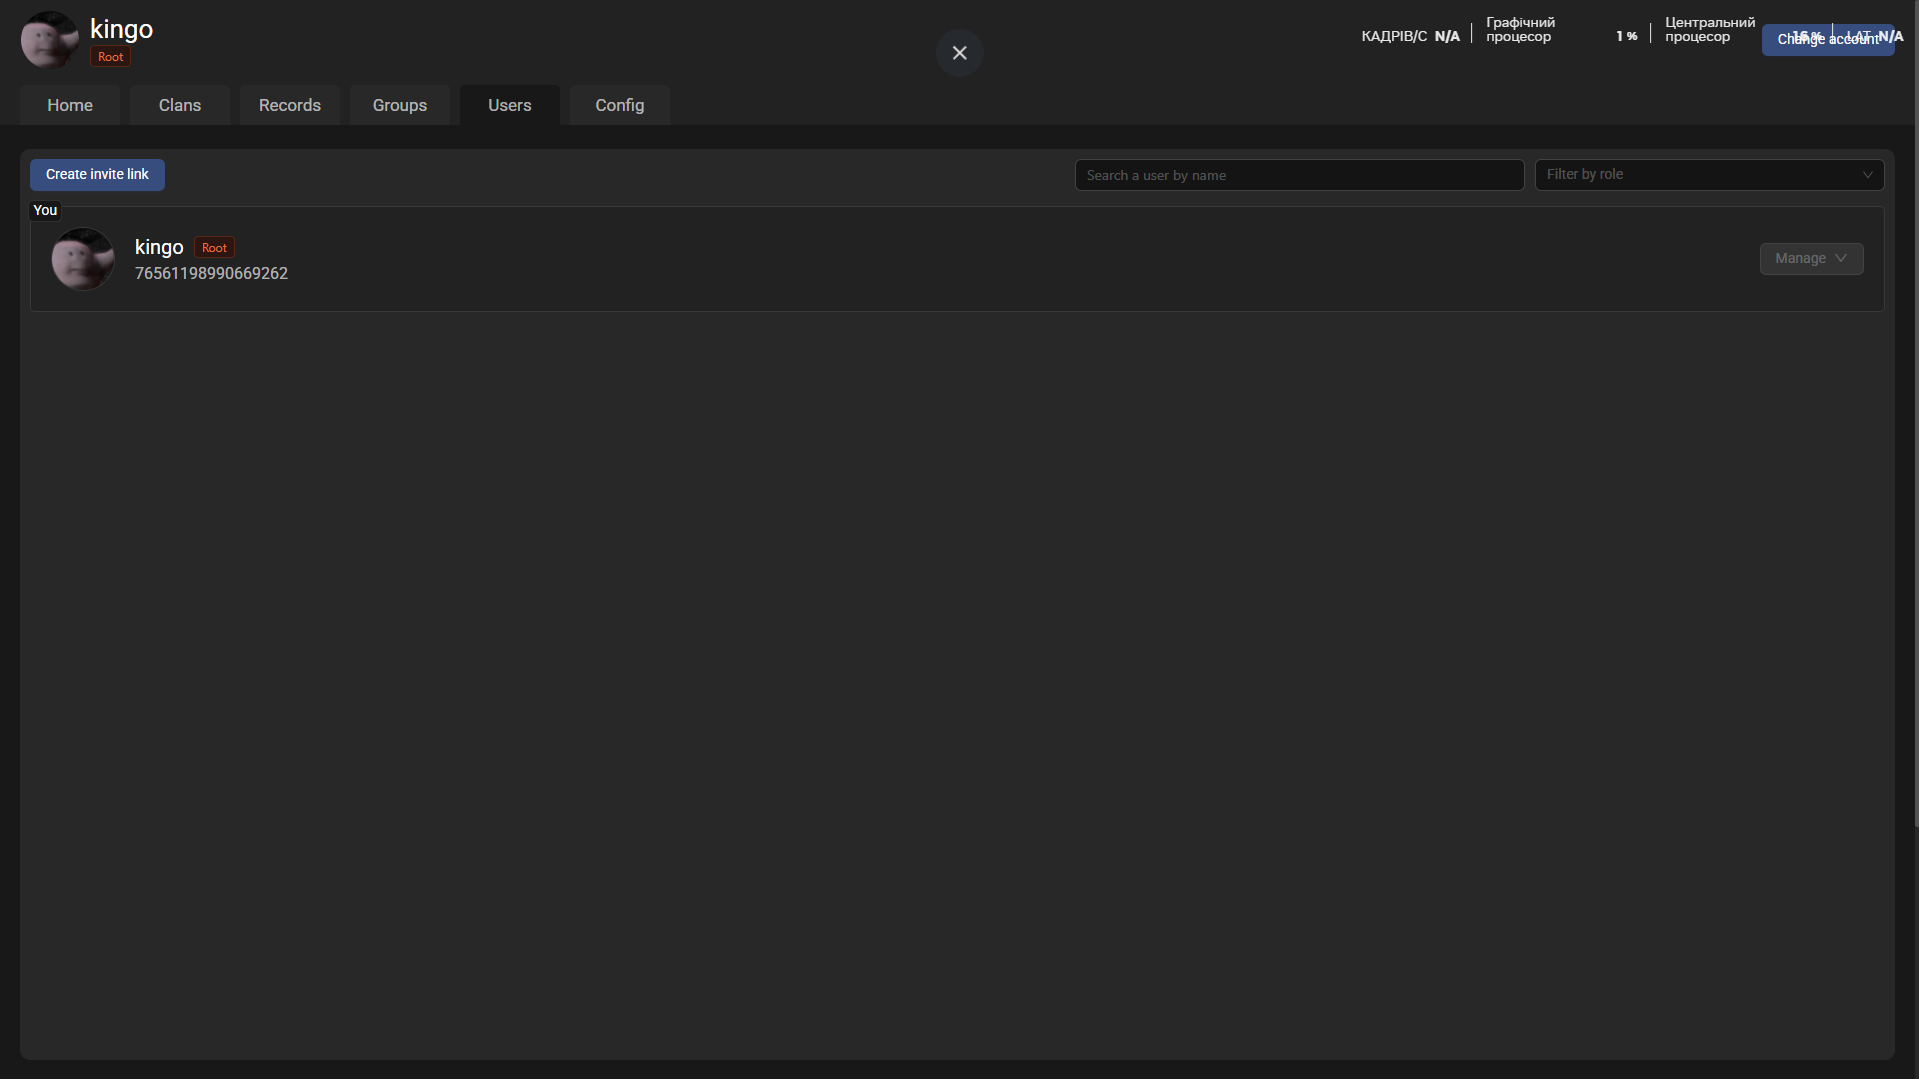 kingo
Root
КАДРІВ/С N/A
Графічний процесор 1 %
Центральний процесор 16 %
LAT N/A
Change account
Home
Clans
Records
Groups
Users
Config
Create invite link
Search a user by name
Filter by role
You
kingo Root
76561198990669262
Manage